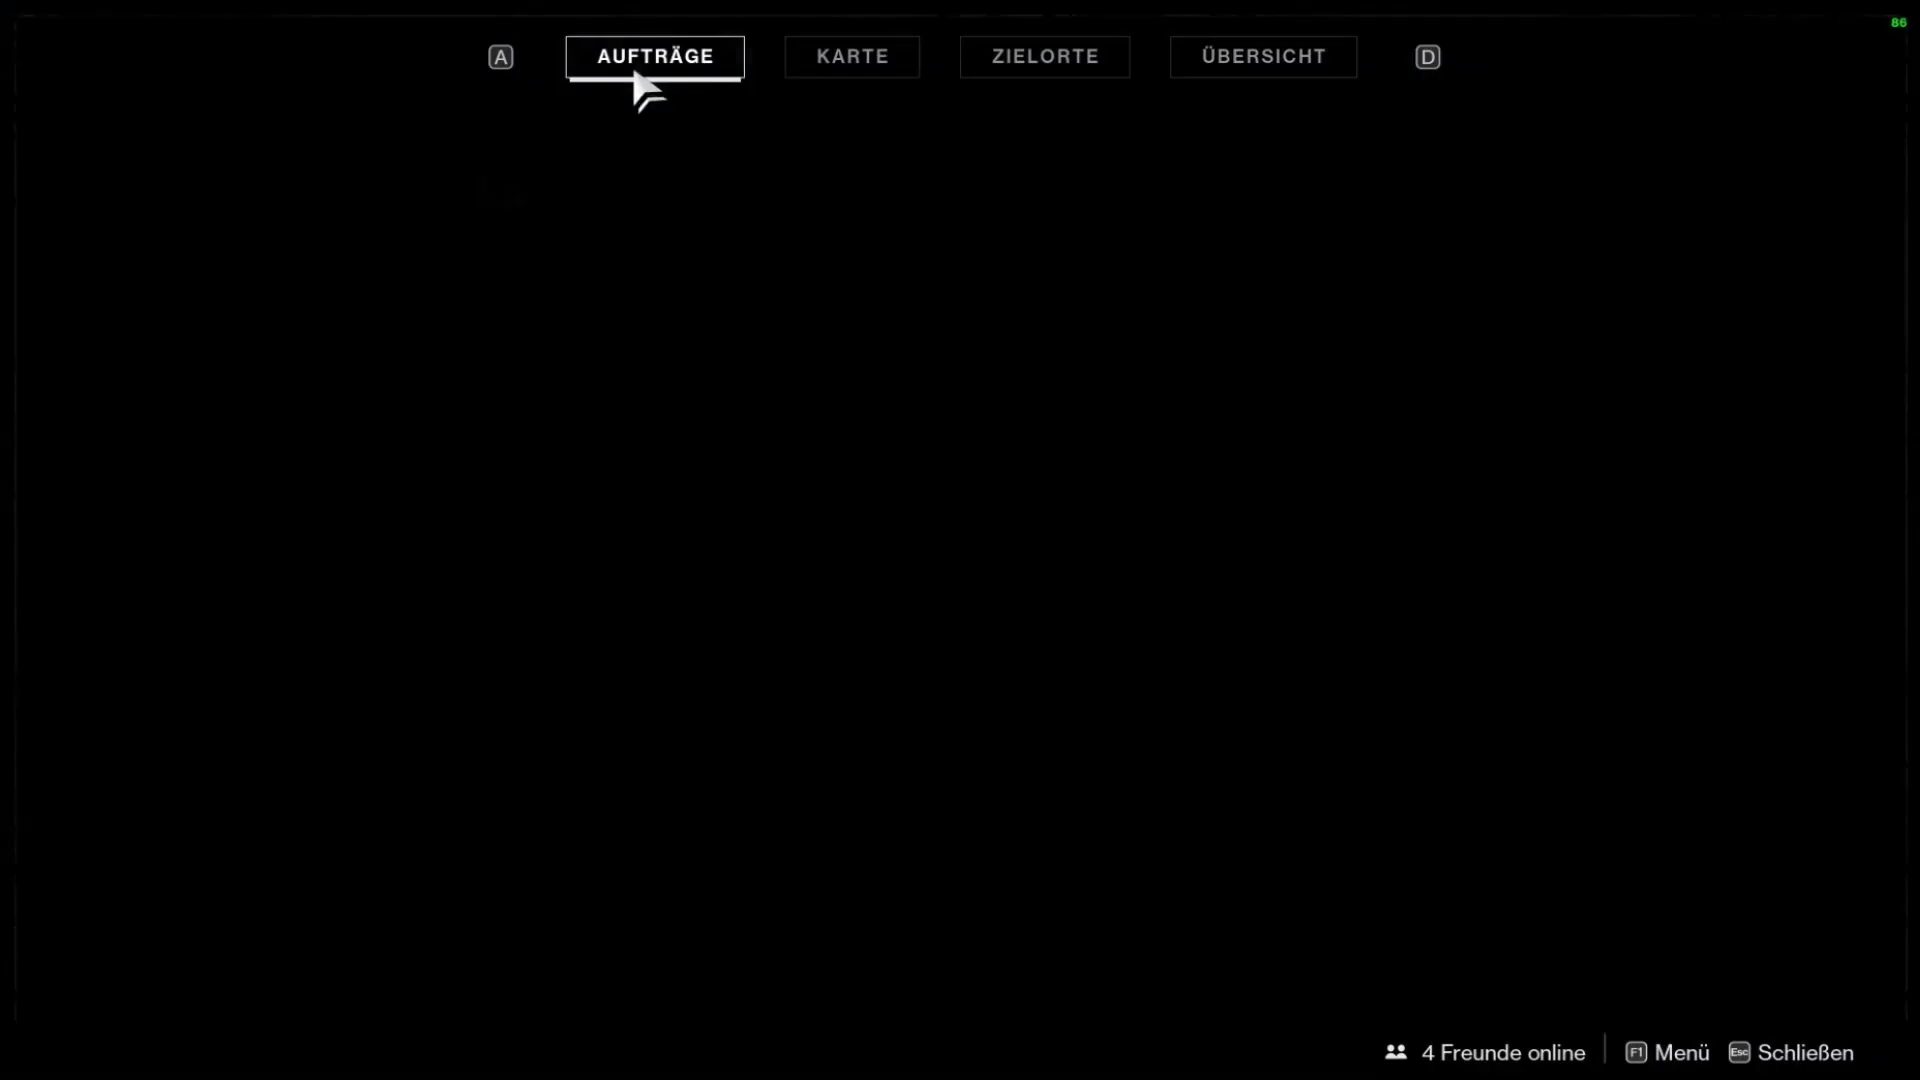 86
A AUFTRÄGE KARTE ZIELORTE ÜBERSICHT D
4 Freunde online F1 Menü Esc Schließen